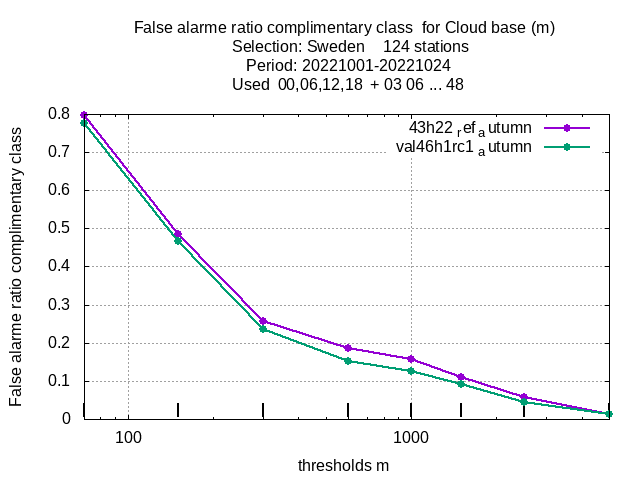 False alarme ratio complimentary class  for Cloud base (m)
Selection: Sweden    124 stations
Period: 20221001-20221024
Used  00,06,12,18  + 03 06 ... 48
43h22 ref a utumn
val46h1rc1 a utumn
False alarme ratio complimentary class
0.8
0.7
0.6
0.5
0.4
0.3
0.2
0.1
0
100 1000
thresholds m